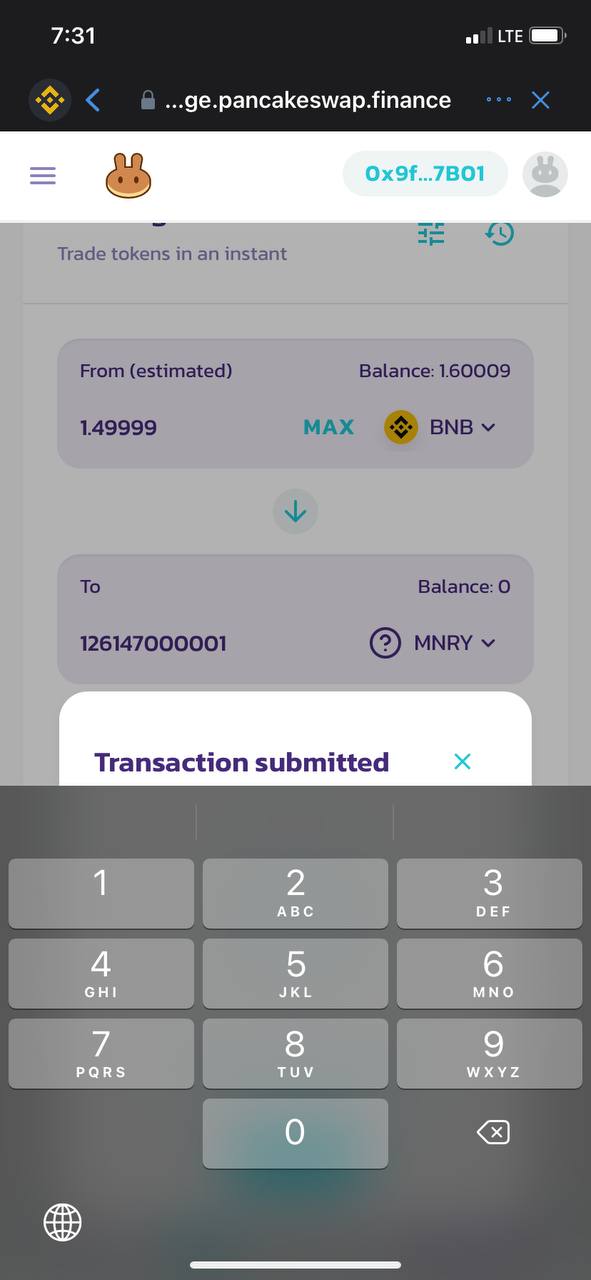 7:31
LTE
...ge.pancakeswap.finance
0x9f...7B01
Trade tokens in an instant
From (estimated)
Balance: 1.60009
1.49999
MAX
BNB
To
Balance: 0
126147000001
?
MNRY
Transaction submitted
1
2
ABC
3
DEF
4
GHI
5
JKL
6
MNO
7
PQRS
8
TUV
9
WXYZ
0